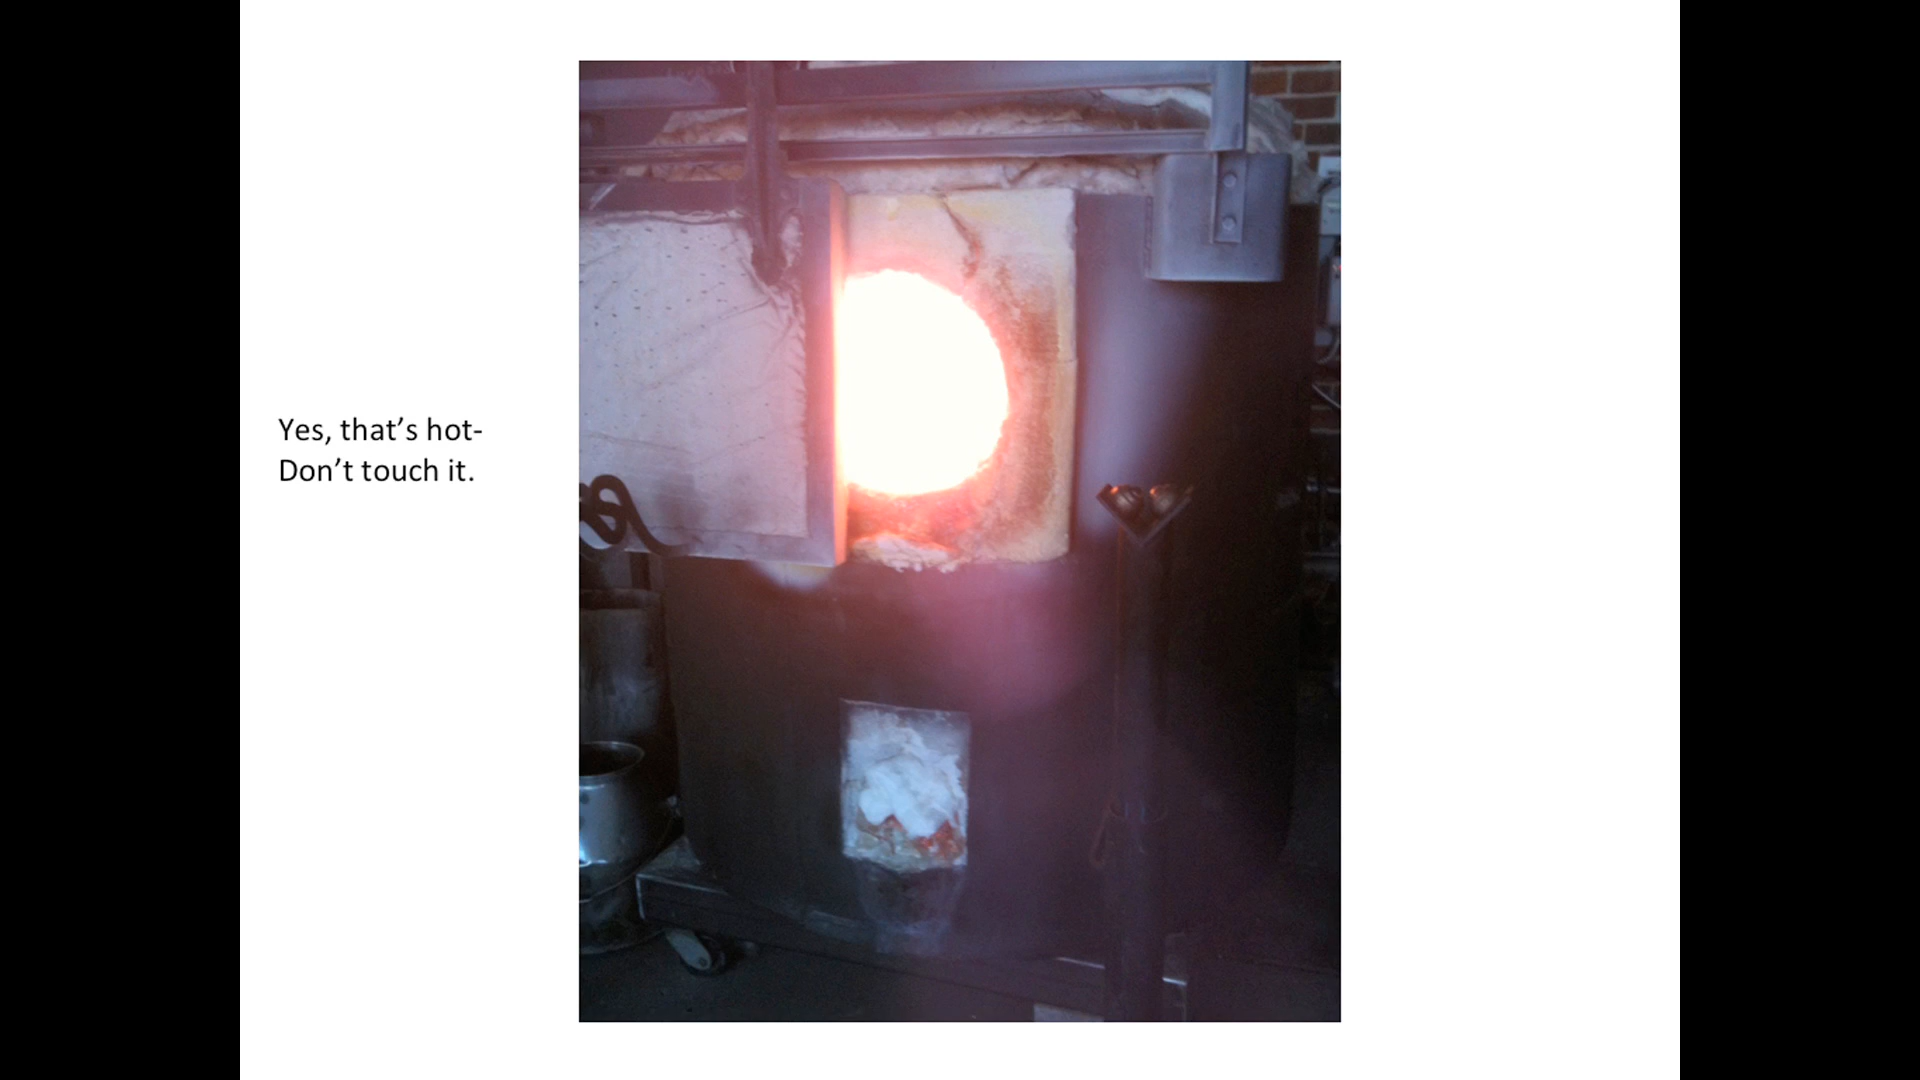 Yes, that’s hot-
Don’t touch it.